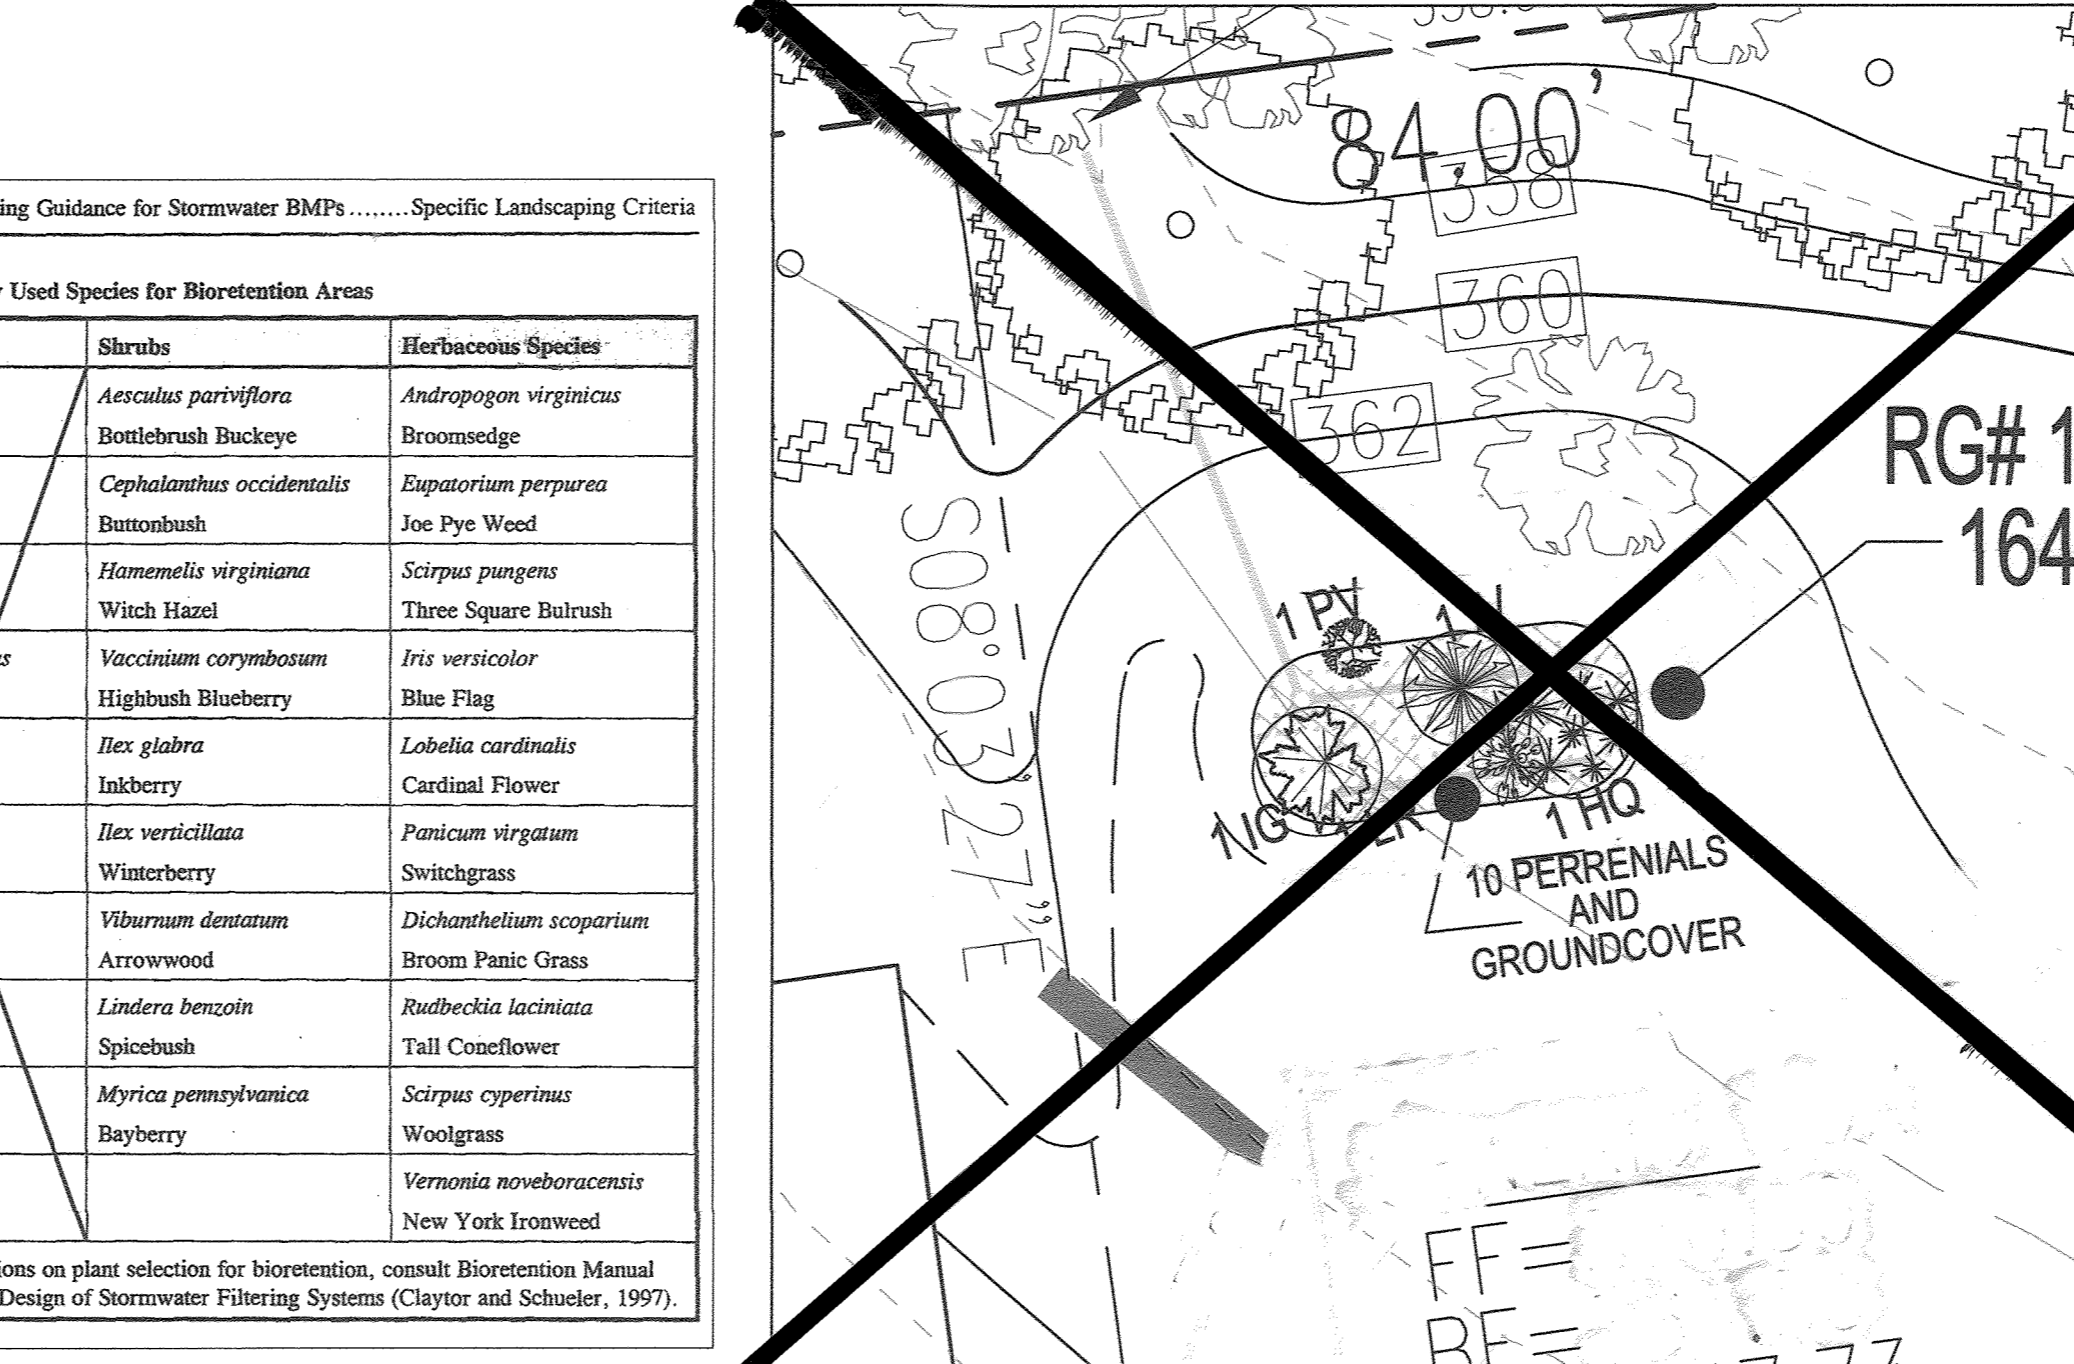 ing Guidance for Stormwater BMPs.........Specific Landscaping Criteria
Used Species for Bioretention Areas
Shrubs
Herbaceous Species
Aesculus pariviflora
Andropogon virginicus
Bottlebrush Buckeye
Broomsedge
Cephalanthus occidentalis
Eupatorium perpurea
Buttonbush
Joe Pye Weed
Hamemelis virginiana
Scirpus pungens
Witch Hazel
Three Square Bulrush
s
Vaccinium corymbosum
Iris versicolor
Highbush Blueberry
Blue Flag
Ilex glabra
Lobelia cardinalis
Inkberry
Cardinal Flower
Ilex verticillata
Panicum virgatum
Winterberry
Switchgrass
Viburnum dentatum
Dichanthelium scoparium
Arrowwood
Broom Panic Grass
Lindera benzoin
Rudbeckia laciniata
Spicebush
Tall Coneflower
Myrica pennsylvanica
Scirpus cyperinus
Bayberry
Woolgrass
Vernonia noveboracensis
New York Ironweed
ions on plant selection for bioretention, consult Bioretention Manual
Design of Stormwater Filtering Systems (Claytor and Schueler, 1997).
84.00'
358
360
362
RG# 1
164
S08°03'27"E
1 PV
1 IG
1 HQ
10 PERRENIALS
AND
GROUNDCOVER
FF=
BF=